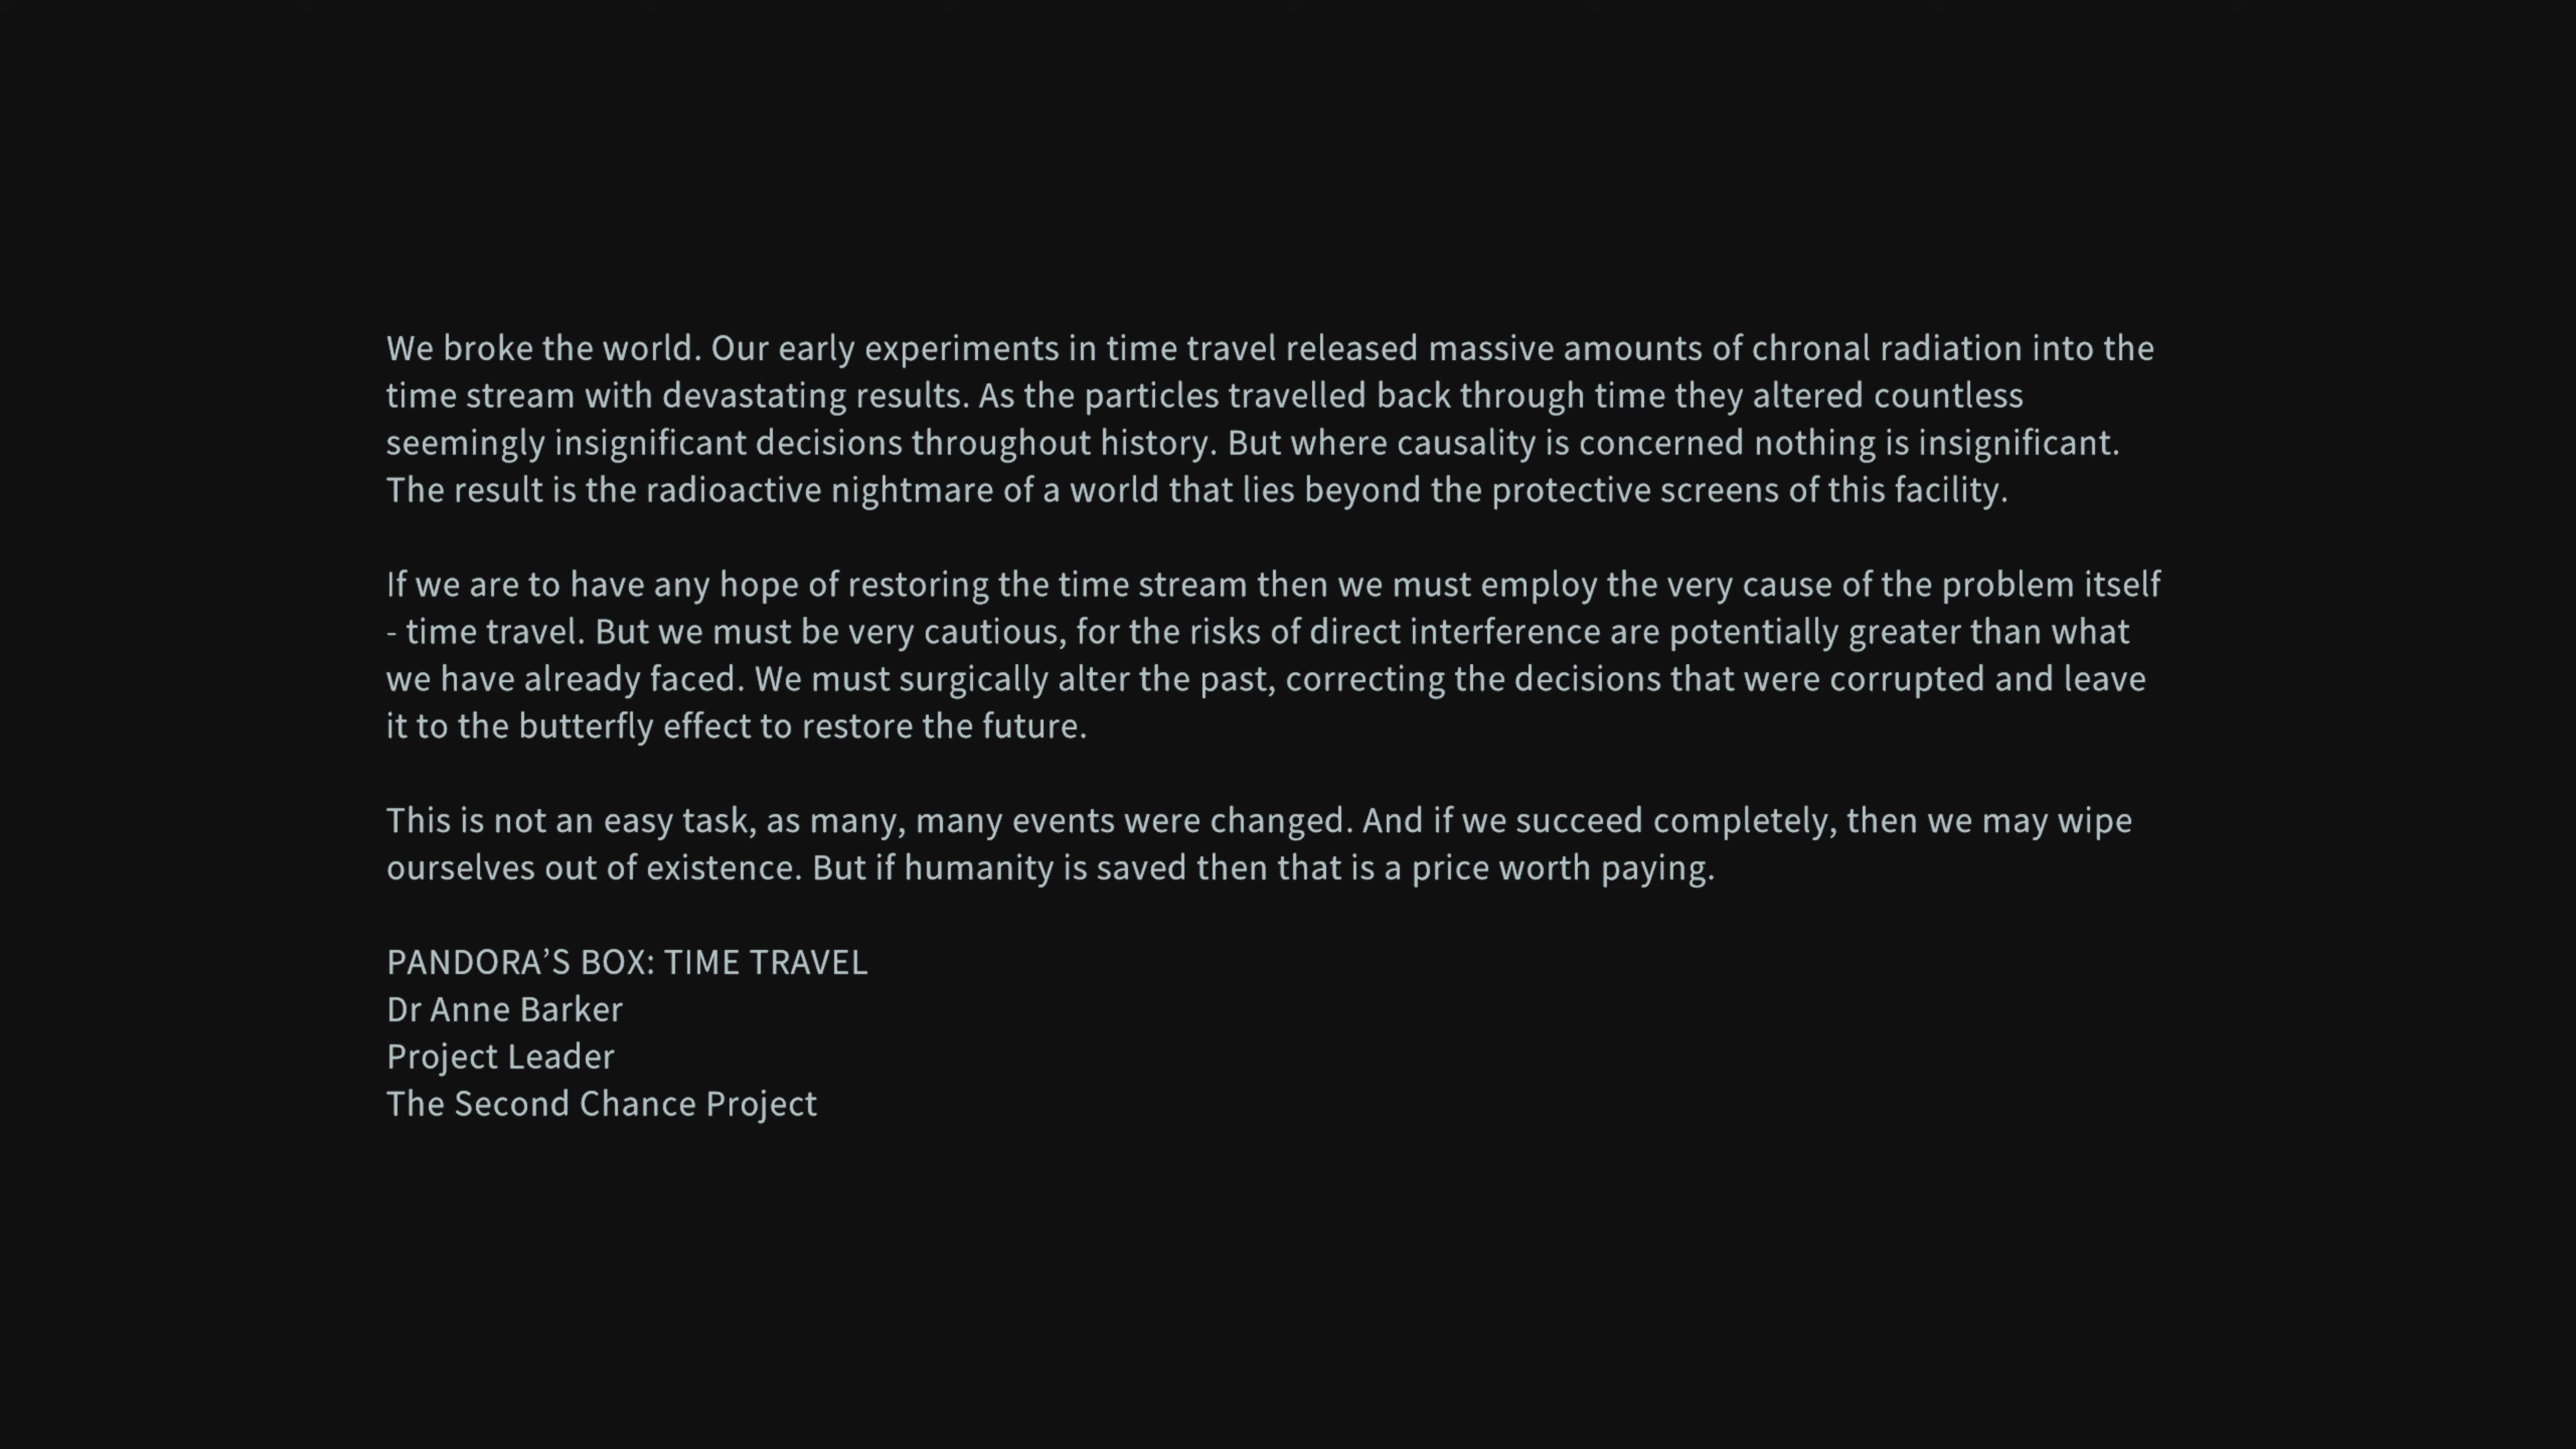 We broke the world. Our early experiments in time travel released massive amounts of chronal radiation into the
time stream with devastating results. As the particles travelled back through time they altered countless
seemingly insignificant decisions throughout history. But where causality is concerned nothing is insignificant.
The result is the radioactive nightmare of a world that lies beyond the protective screens of this facility.
If we are to have any hope of restoring the time stream then we must employ the very cause of the problem itself
- time travel. But we must be very cautious, for the risks of direct interference are potentially greater than what
we have already faced. We must surgically alter the past, correcting the decisions that were corrupted and leave
it to the butterfly effect to restore the future.
This is not an easy task, as many, many events were changed. And if we succeed completely, then we may wipe
ourselves out of existence. But if humanity is saved then that is a price worth paying.
PANDORA’S BOX: TIME TRAVEL
Dr Anne Barker
Project Leader
The Second Chance Project